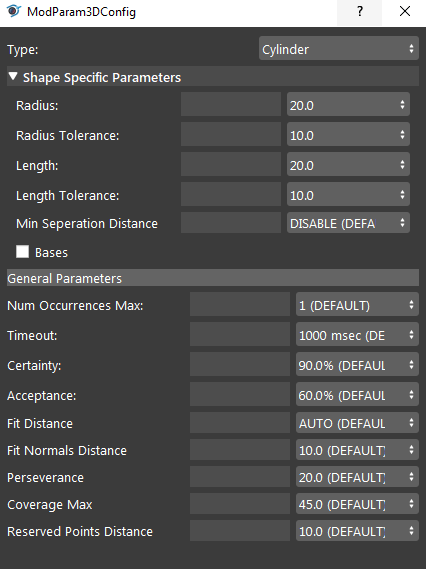 ModParam3DConfig ? ×
Type: Cylinder
▼ Shape Specific Parameters
Radius: 20.0
Radius Tolerance: 10.0
Length: 20.0
Length Tolerance: 10.0
Min Seperation Distance DISABLE (DEFA
Bases
General Parameters
Num Occurrences Max: 1 (DEFAULT)
Timeout: 1000 msec (DE
Certainty: 90.0% (DEFAUL
Acceptance: 60.0% (DEFAUL
Fit Distance AUTO (DEFAUL
Fit Normals Distance 10.0 (DEFAULT)
Perseverance 20.0 (DEFAULT)
Coverage Max 45.0 (DEFAULT)
Reserved Points Distance 10.0 (DEFAULT)